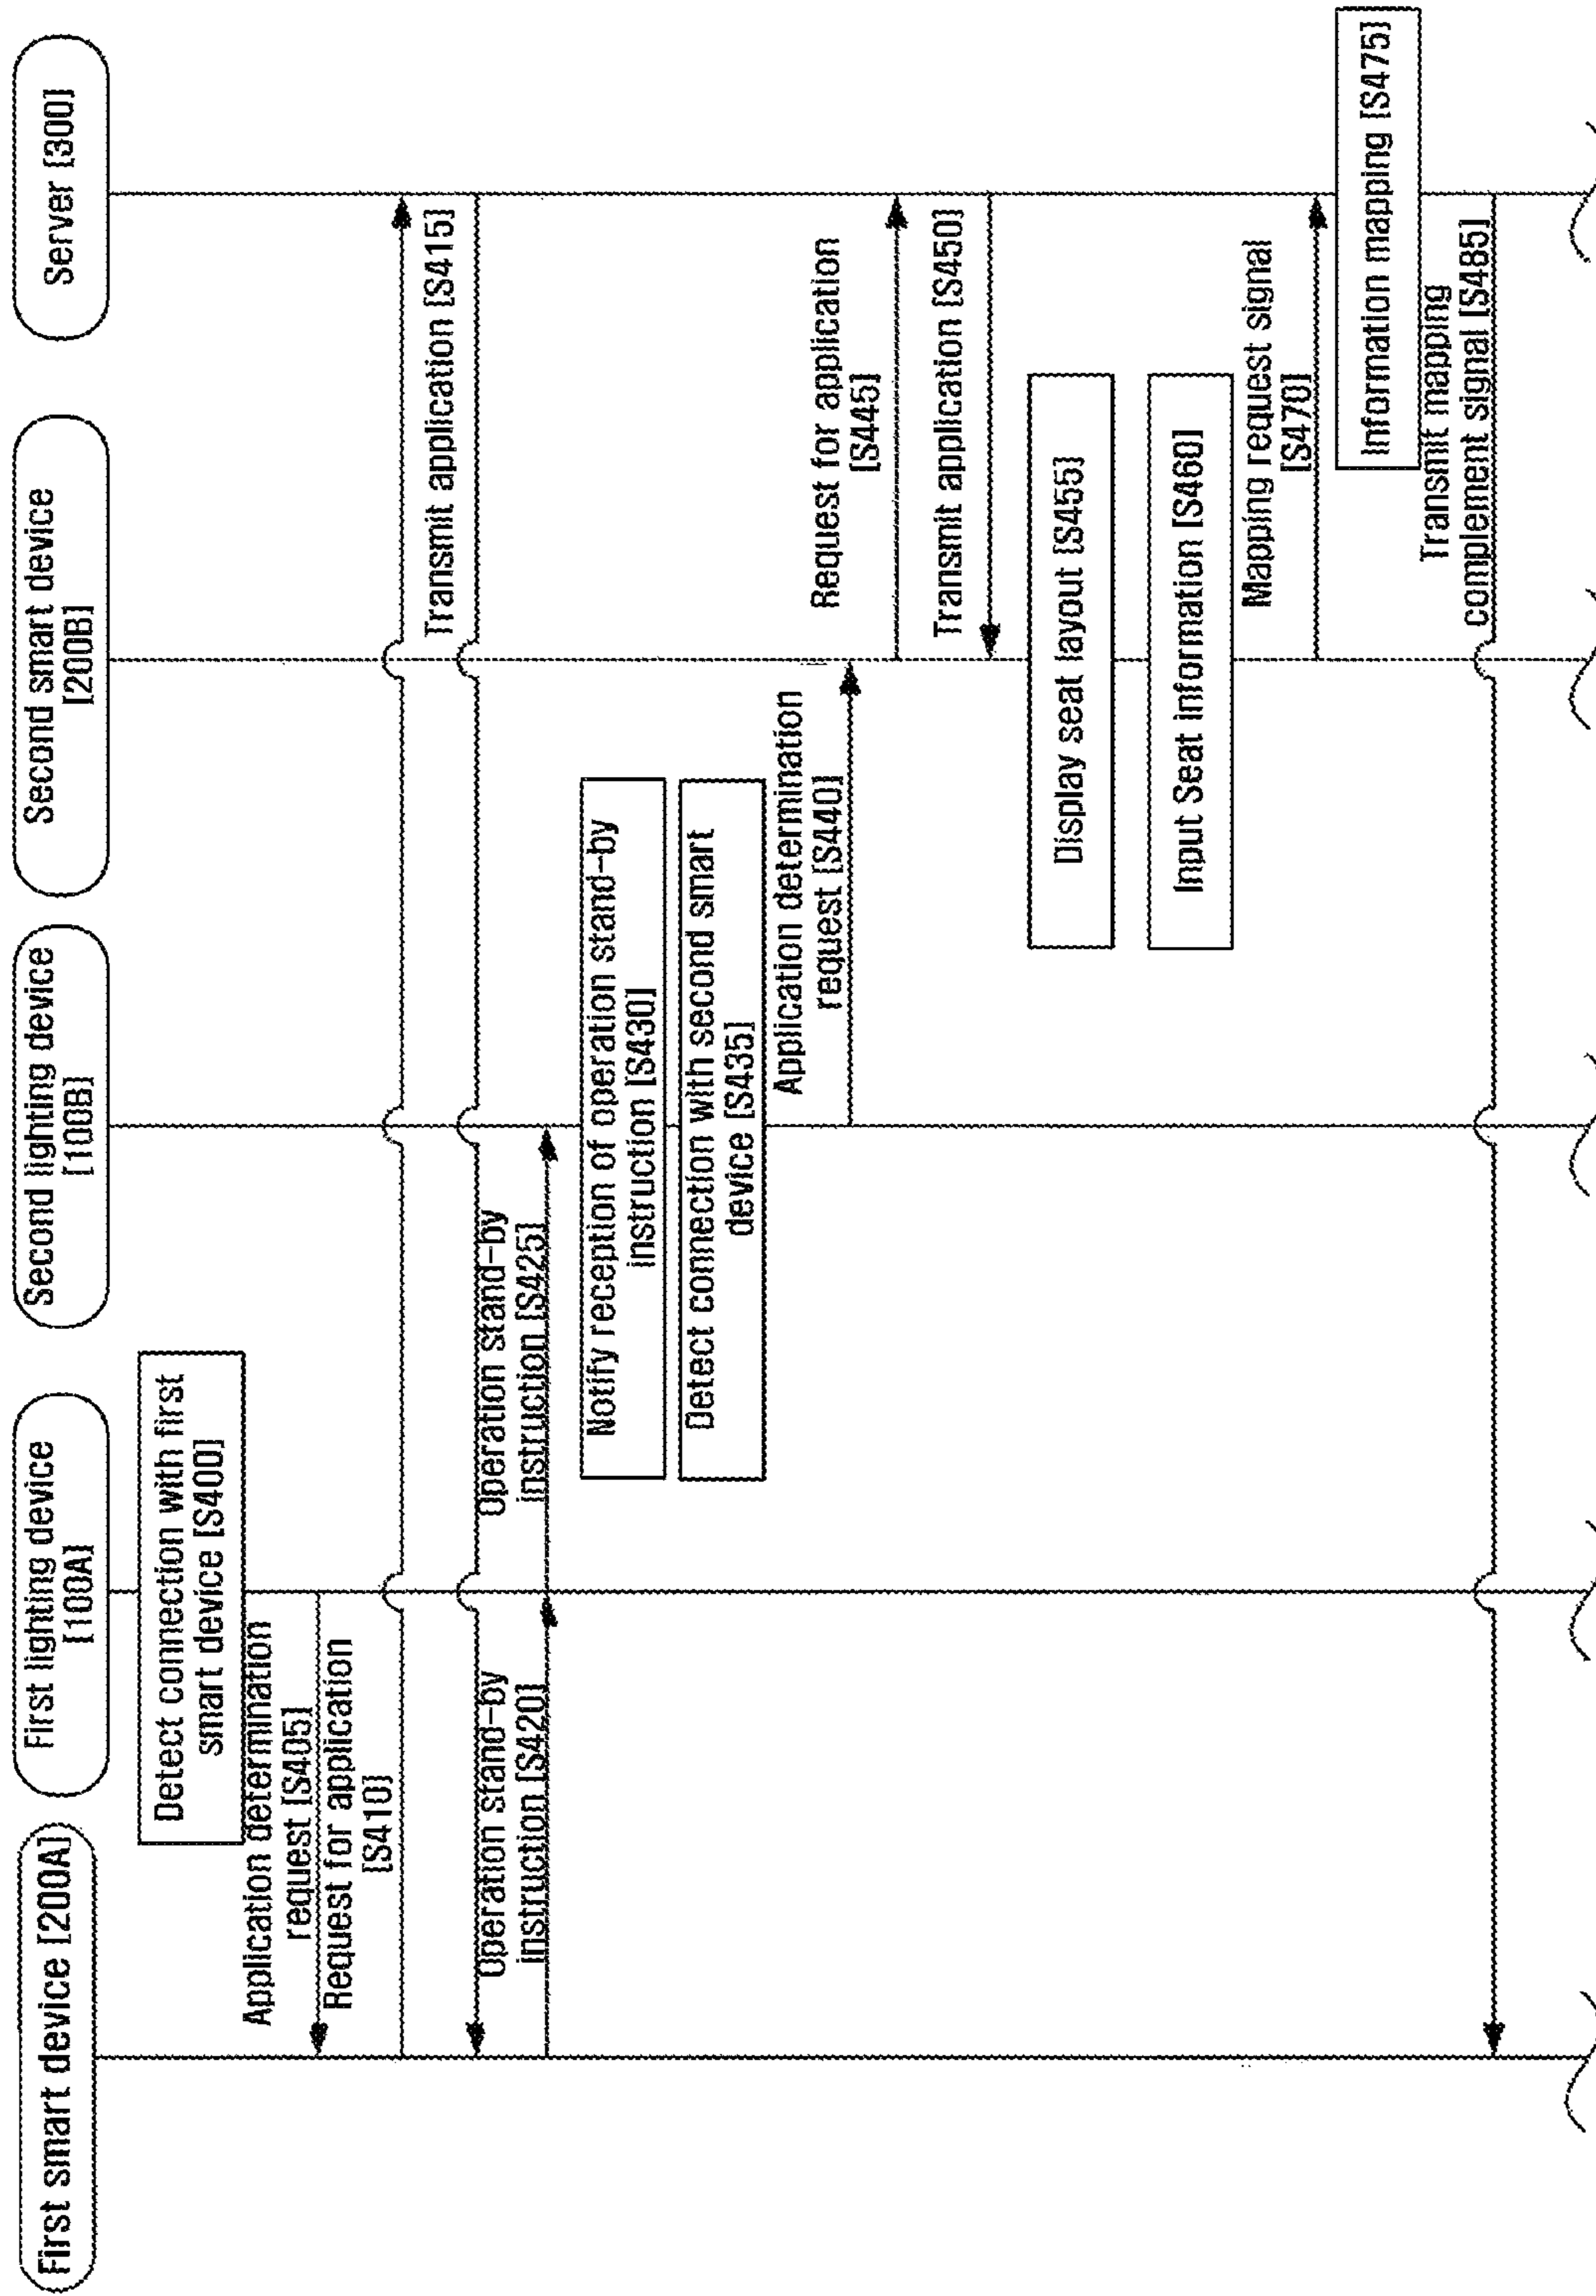 First smart device [200A]
First lighting device
[100A]
Second lighting device
[100B]
Second smart device
[200B]
Server [300]
Detect connection with first
smart device [S400]
Application determination
request [S405]
Request for application
[S410]
Transmit application [S415]
Operation stand-by
instruction [S420]
Operation stand-by
instruction [S425]
Notify reception of operation stand-by
instruction [S430]
Detect connection with second smart
device [S435]
Application determination
request [S440]
Request for application
[S445]
Transmit application [S450]
Display seat layout [S455]
Input Seat information [S460]
Mapping request signal
[S470]
Information mapping [S475]
Transmit mapping
complement signal [S485]